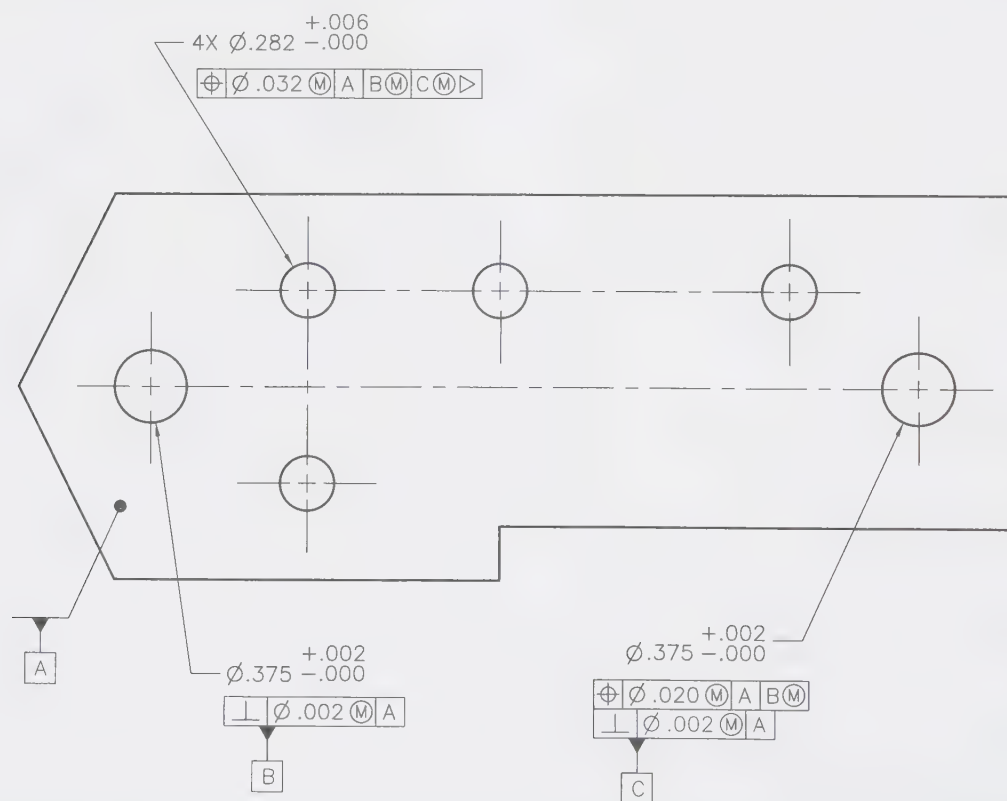 +.006
4X Ø.282 -.000
⌖ Ø.032 Ⓜ A BⓂ CⓂ▷
A
+.002
Ø.375 -.000
⟂ Ø.002 Ⓜ A
B
+.002
Ø.375 -.000
⌖ Ø.020 Ⓜ A BⓂ
⟂ Ø.002 Ⓜ A
C